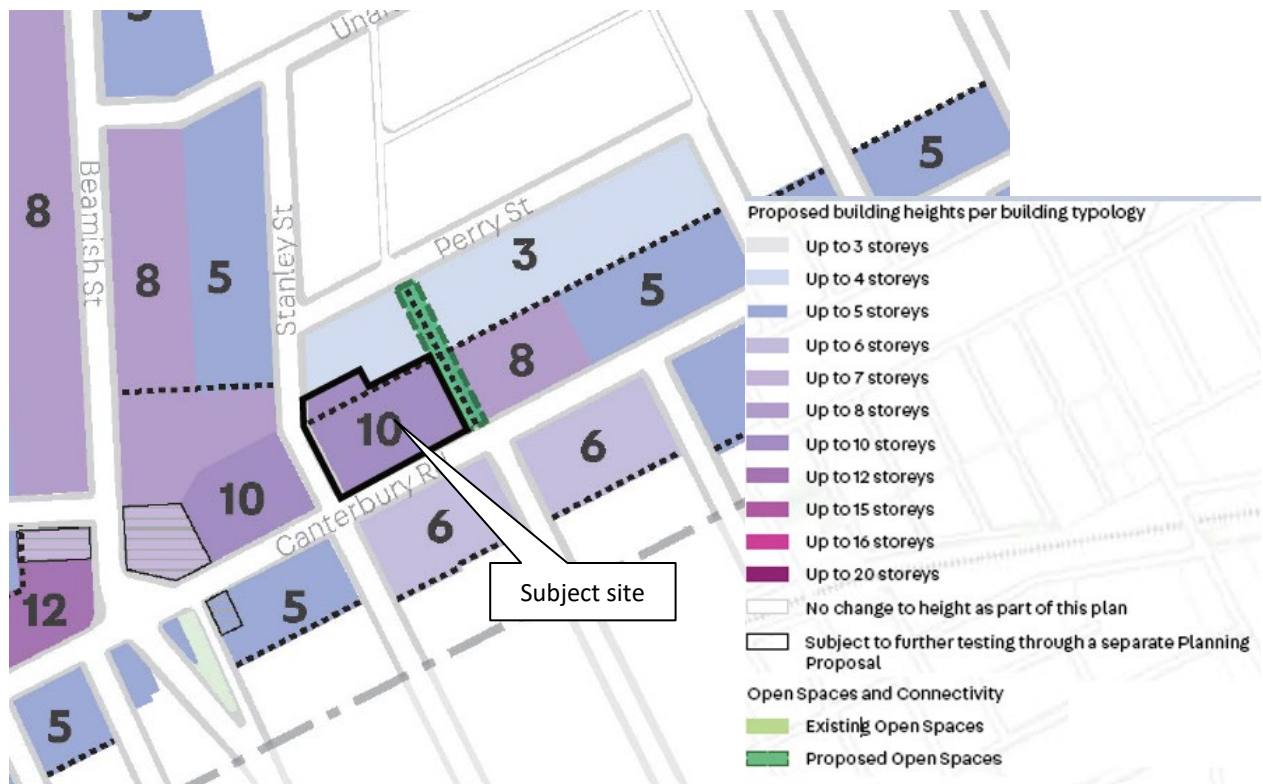 5
Unar
5
8
Beamish St
8
5
Stanley St
Perry St
3
5
8
10
10
Canterbury Rd
6
6
Subject site
12
5
5
Proposed building heights per building typology
Up to 3 storeys
Up to 4 storeys
Up to 5 storeys
Up to 6 storeys
Up to 7 storeys
Up to 8 storeys
Up to 10 storeys
Up to 12 storeys
Up to 15 storeys
Up to 16 storeys
Up to 20 storeys
No change to height as part of this plan
Subject to further testing through a separate Planning
Proposal
Open Spaces and Connectivity
Existing Open Spaces
Proposed Open Spaces